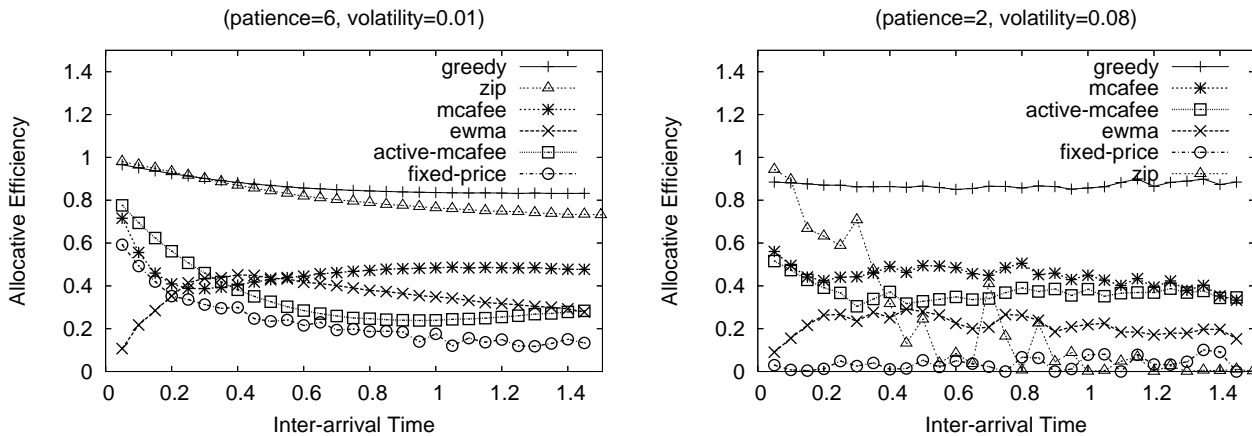 (patience=6, volatility=0.01)
1.4
1.2
1
0.8
0.6
0.4
0.2
0
Allocative Efficiency
greedy
zip
mcafee
ewma
active-mcafee
fixed-price
0 0.2 0.4 0.6 0.8 1.0 1.2 1.4
Inter-arrival Time
(patience=2, volatility=0.08)
1.4
1.2
1
0.8
0.6
0.4
0.2
0
Allocative Efficiency
greedy
mcafee
active-mcafee
ewma
fixed-price
zip
0 0.2 0.4 0.6 0.8 1.0 1.2 1.4
Inter-arrival Time